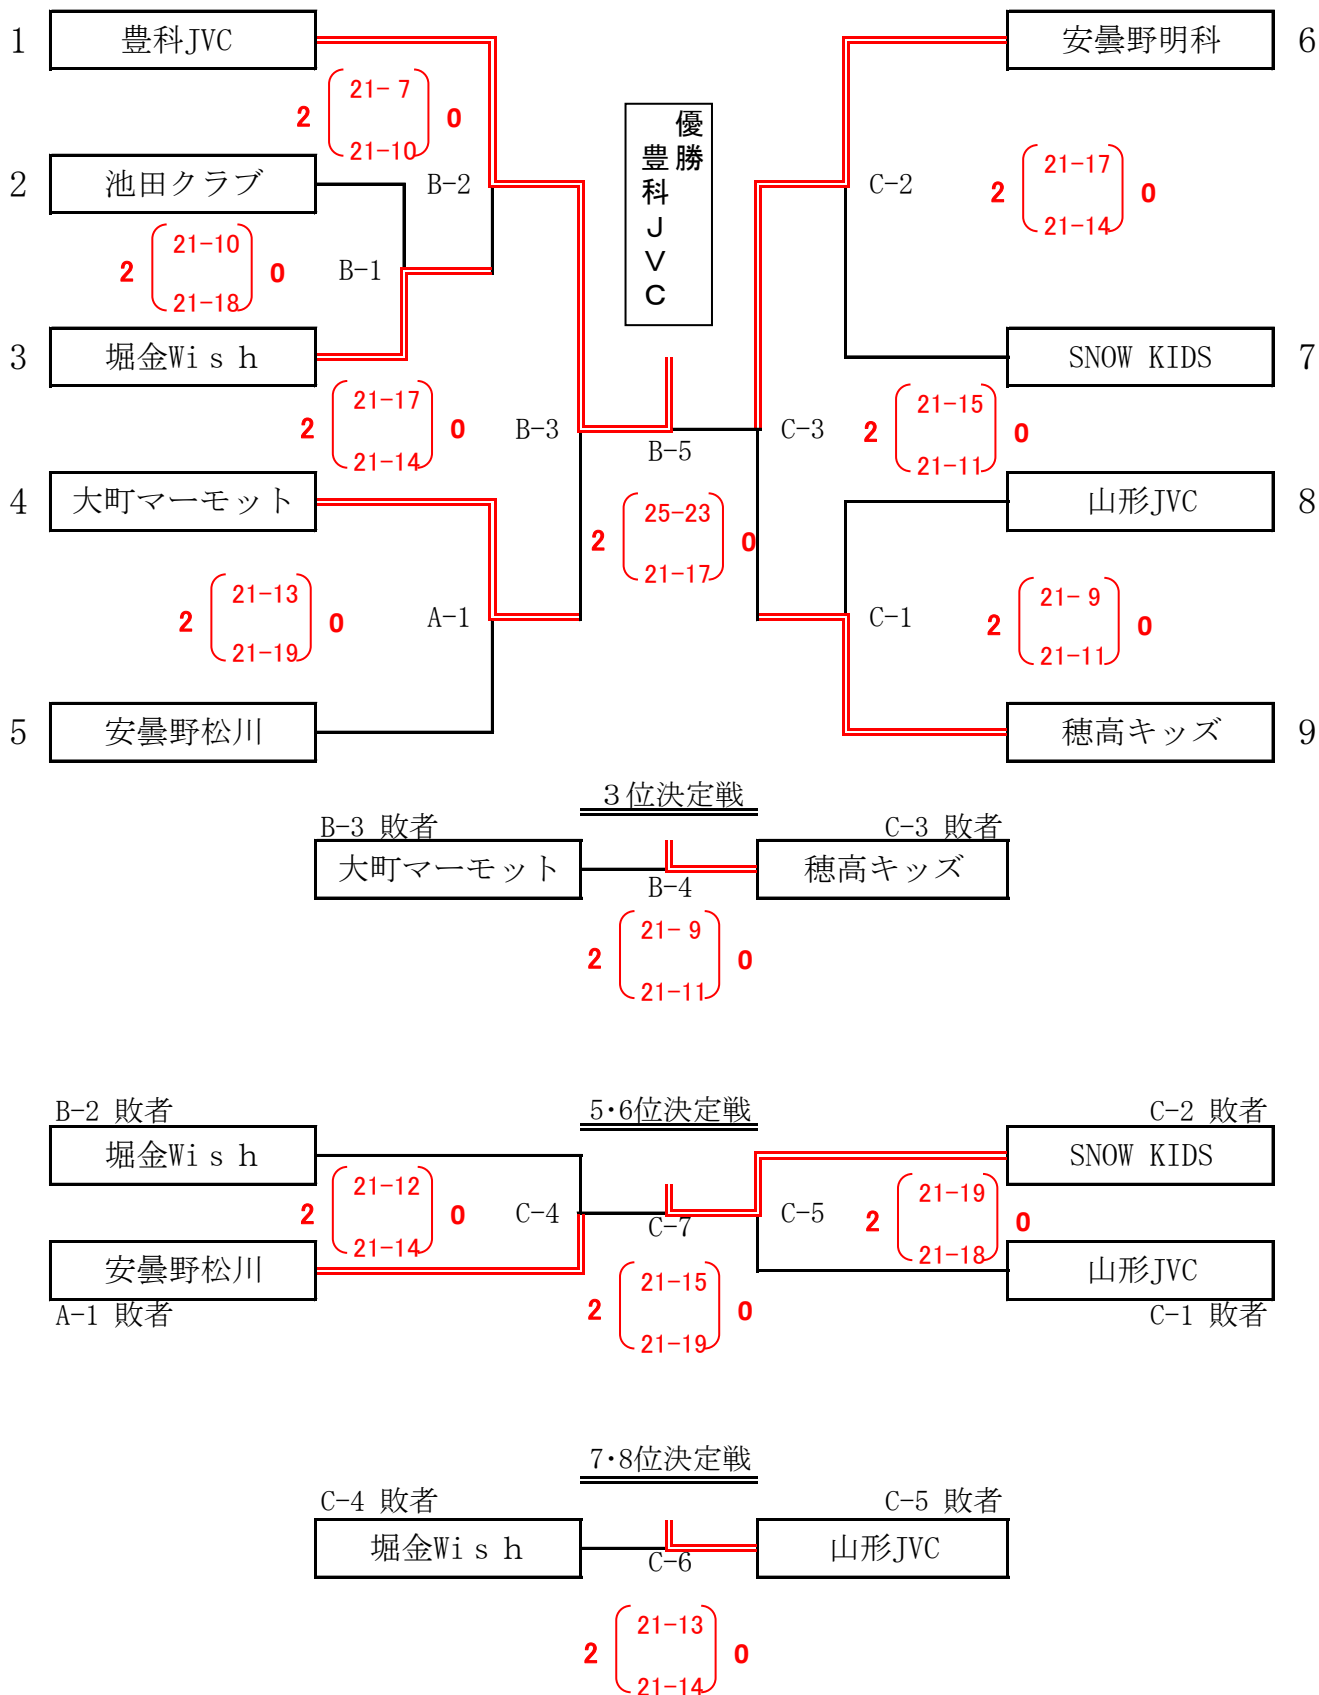 1 豊科JVC
安曇野明科 6
2 21- 7 0
21-10
優勝
豊科JVC
2 池田クラブ
B-2
C-2
2 21-17 0
21-14
2 21-10 0
21-18
B-1
3 堀金Wiｓｈ
SNOW KIDS 7
2 21-17 0
21-14
B-3
B-5
C-3
2 21-15 0
21-11
4 大町マーモット
山形JVC 8
2 25-23 0
21-17
2 21-13 0
21-19
A-1
C-1
2 21- 9 0
21-11
5 安曇野松川
穂高キッズ 9
３位決定戦
B-3 敗者
C-3 敗者
大町マーモット
穂高キッズ
B-4
2 21- 9 0
21-11
B-2 敗者
5・6位決定戦
C-2 敗者
堀金Wiｓｈ
SNOW KIDS
2 21-12 0
21-14
C-4
C-7
C-5
2 21-19 0
21-18
安曇野松川
山形JVC
A-1 敗者
C-1 敗者
2 21-15 0
21-19
7・8位決定戦
C-4 敗者
C-5 敗者
堀金Wiｓｈ
山形JVC
C-6
2 21-13 0
21-14